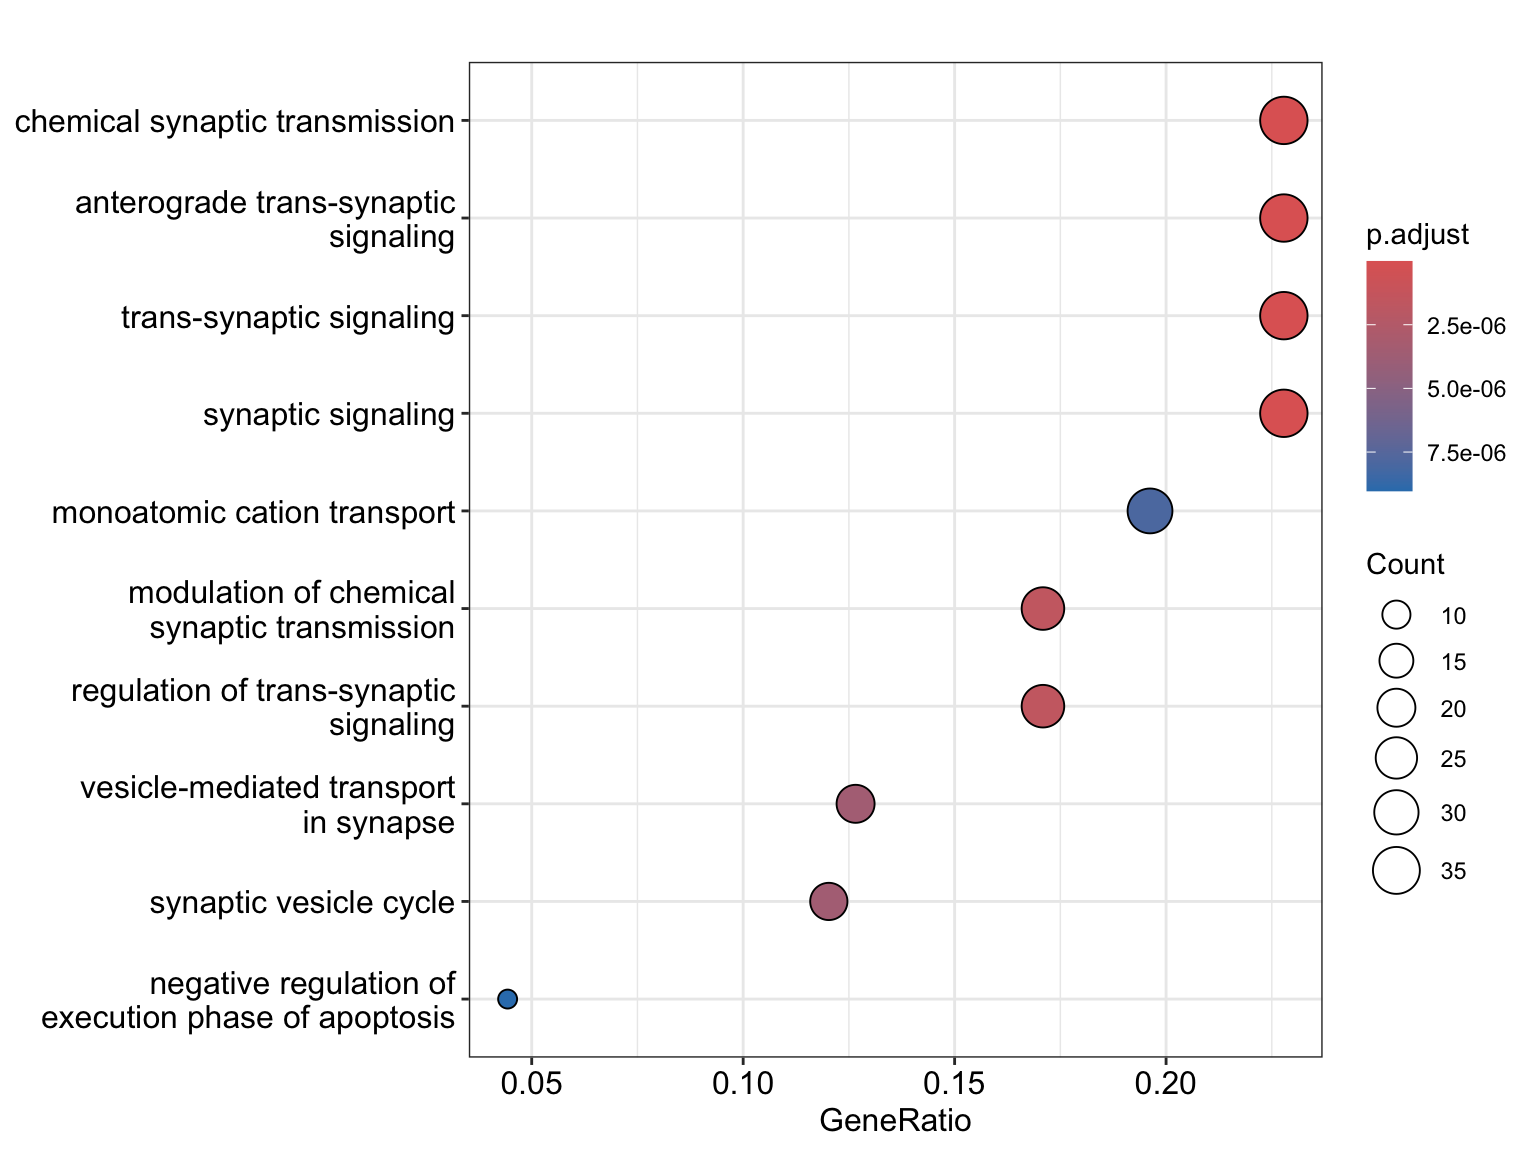 chemical synaptic transmission
anterograde trans-synaptic
signaling
trans-synaptic signaling
synaptic signaling
monoatomic cation transport
modulation of chemical
synaptic transmission
regulation of trans-synaptic
signaling
vesicle-mediated transport
in synapse
synaptic vesicle cycle
negative regulation of
execution phase of apoptosis
0.05
0.10
0.15
0.20
GeneRatio
p.adjust
2.5e-06
5.0e-06
7.5e-06
Count
10
15
20
25
30
35